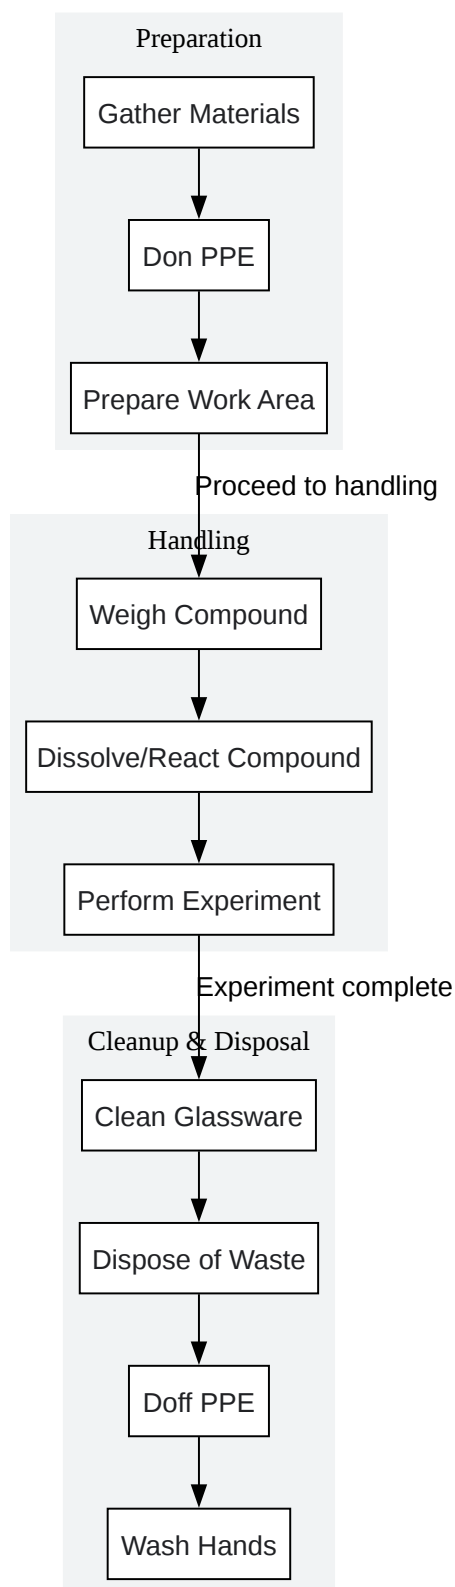 Preparation
Gather Materials
Don PPE
Prepare Work Area
Proceed to handling
Handling
Weigh Compound
Dissolve/React Compound
Perform Experiment
Experiment complete
Cleanup & Disposal
Clean Glassware
Dispose of Waste
Doff PPE
Wash Hands